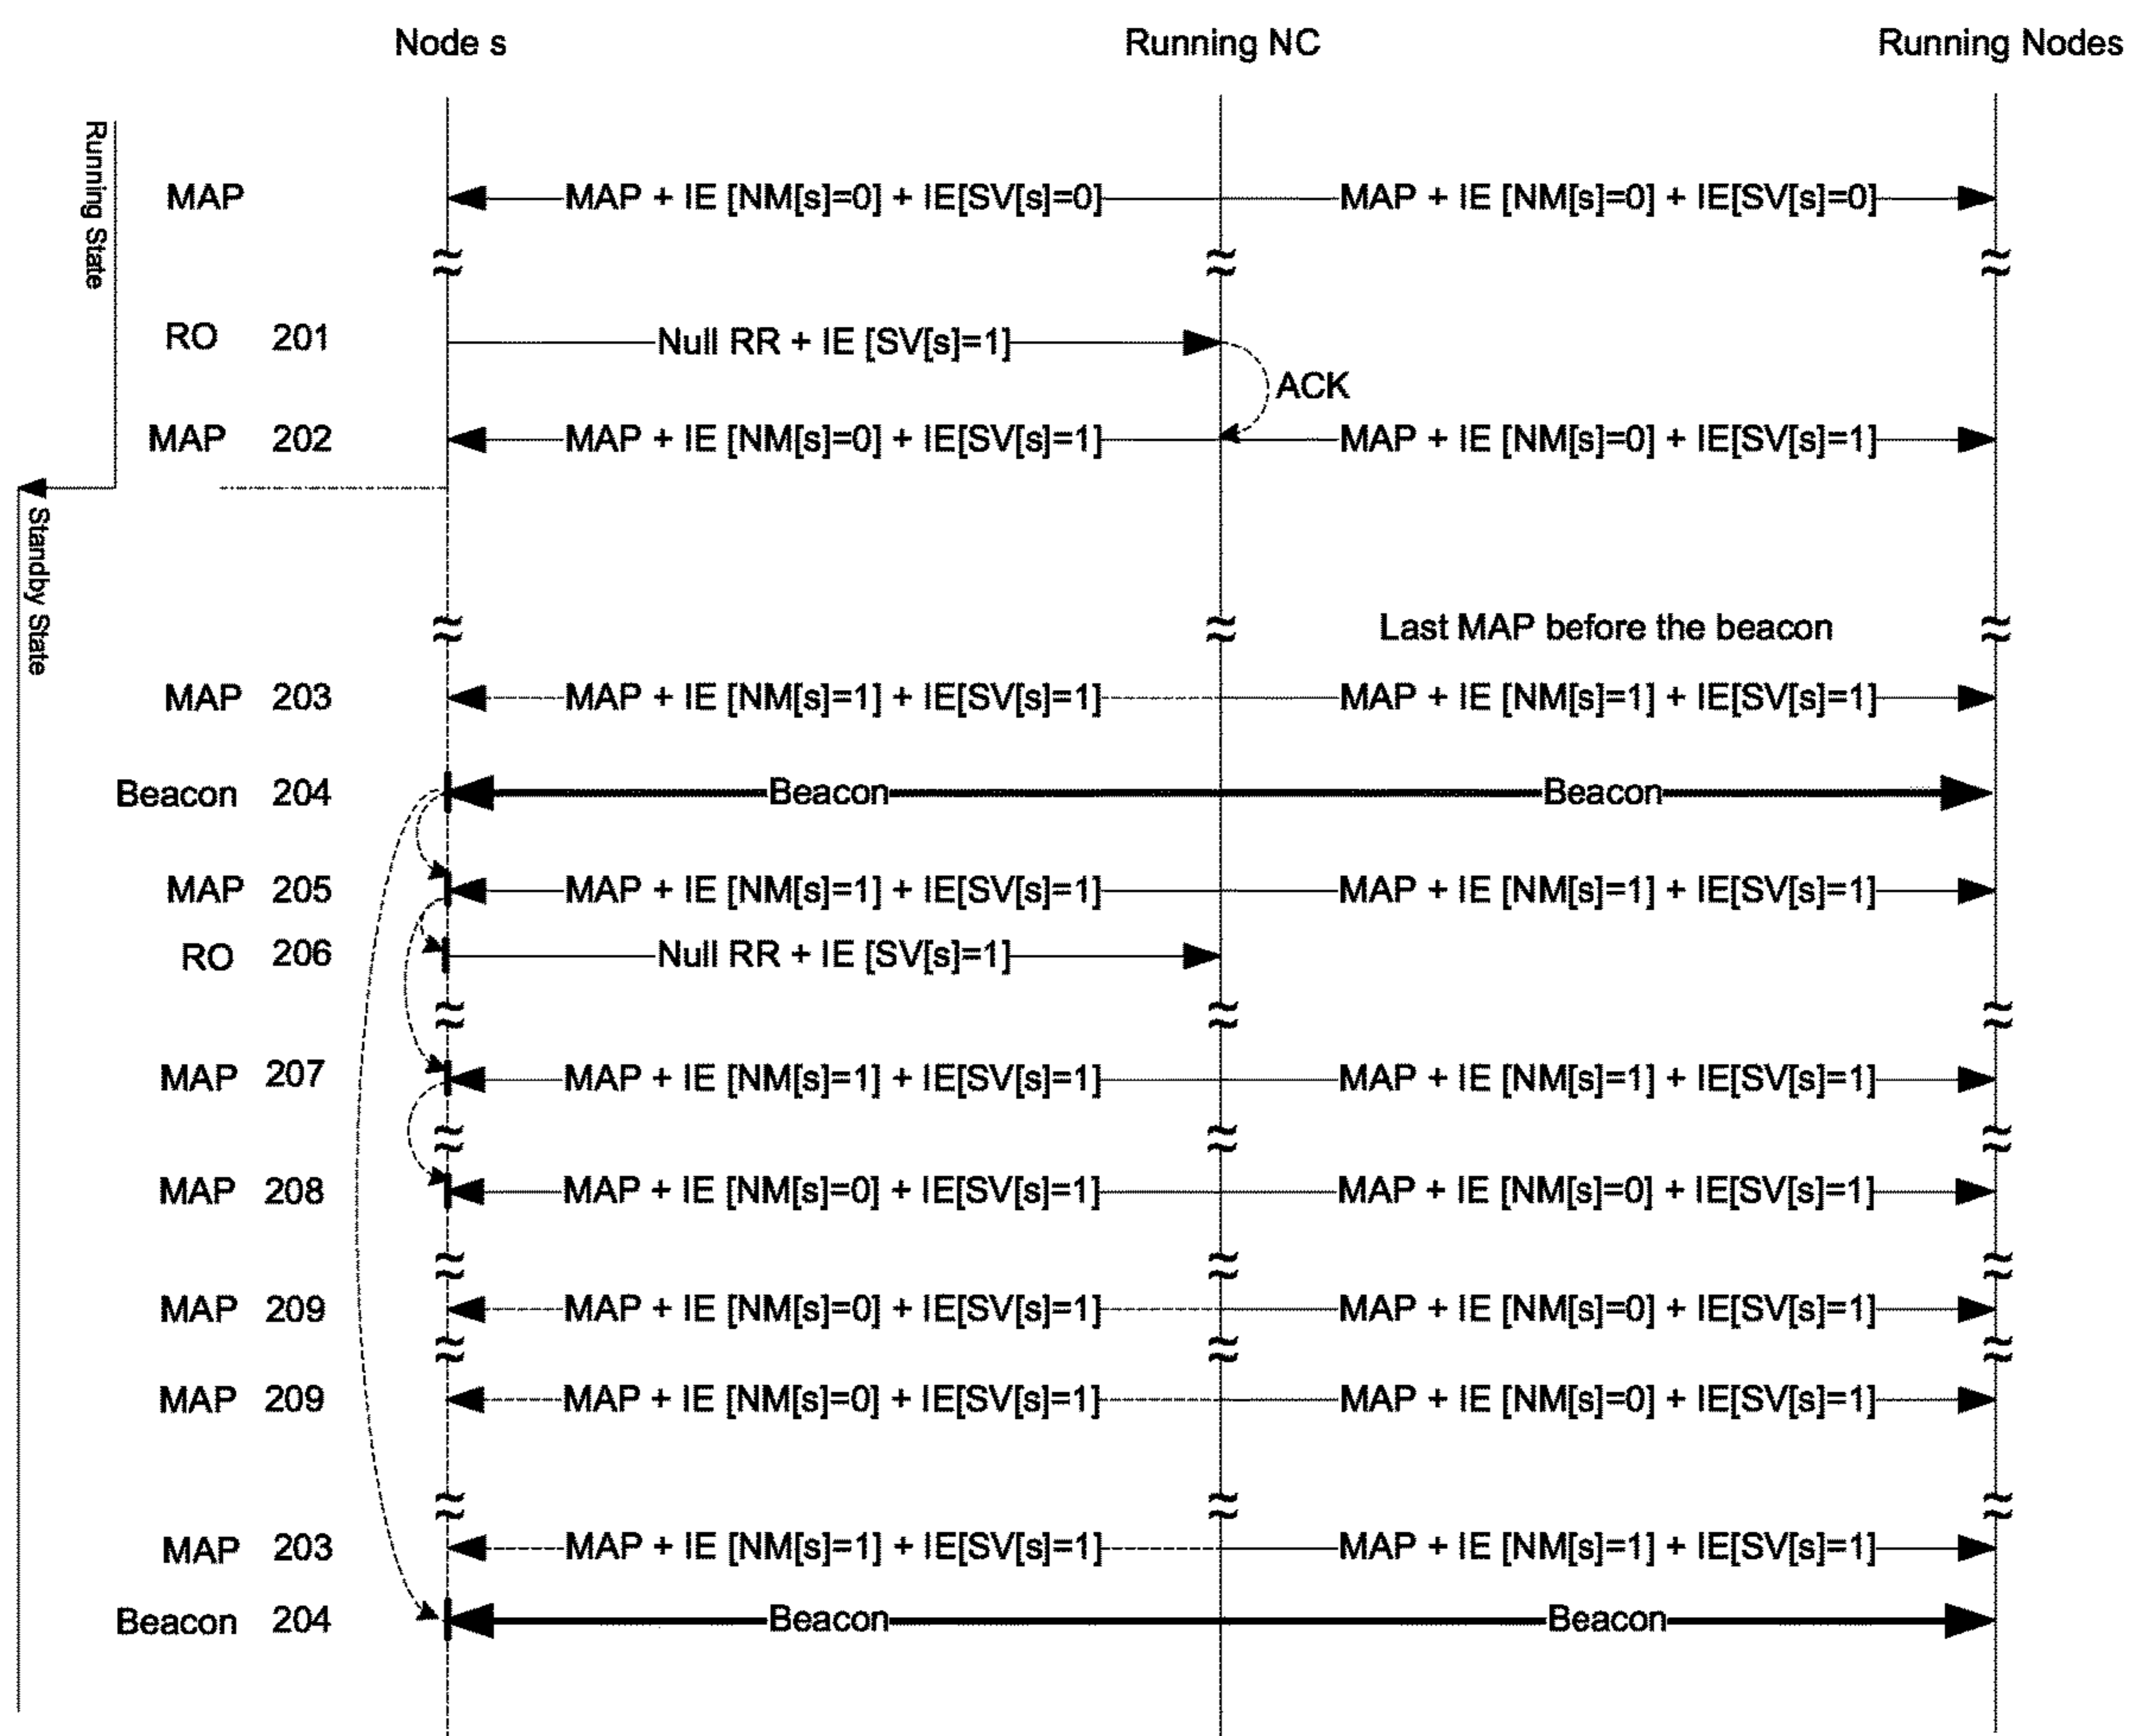 Node s Running NC Running Nodes
Running State
MAP MAP + IE [NM[s]=0] + IE[SV[s]=0] MAP + IE [NM[s]=0] + IE[SV[s]=0]
RO 201 Null RR + IE [SV[s]=1]
ACK
MAP 202 MAP + IE [NM[s]=0] + IE[SV[s]=1] MAP + IE [NM[s]=0] + IE[SV[s]=1]
Standby State
Last MAP before the beacon
MAP 203 MAP + IE [NM[s]=1] + IE[SV[s]=1] MAP + IE [NM[s]=1] + IE[SV[s]=1]
Beacon 204 Beacon Beacon
MAP 205 MAP + IE [NM[s]=1] + IE[SV[s]=1] MAP + IE [NM[s]=1] + IE[SV[s]=1]
RO 206 Null RR + IE [SV[s]=1]
MAP 207 MAP + IE [NM[s]=1] + IE[SV[s]=1] MAP + IE [NM[s]=1] + IE[SV[s]=1]
MAP 208 MAP + IE [NM[s]=0] + IE[SV[s]=1] MAP + IE [NM[s]=0] + IE[SV[s]=1]
MAP 209 MAP + IE [NM[s]=0] + IE[SV[s]=1] MAP + IE [NM[s]=0] + IE[SV[s]=1]
MAP 209 MAP + IE [NM[s]=0] + IE[SV[s]=1] MAP + IE [NM[s]=0] + IE[SV[s]=1]
MAP 203 MAP + IE [NM[s]=1] + IE[SV[s]=1] MAP + IE [NM[s]=1] + IE[SV[s]=1]
Beacon 204 Beacon Beacon